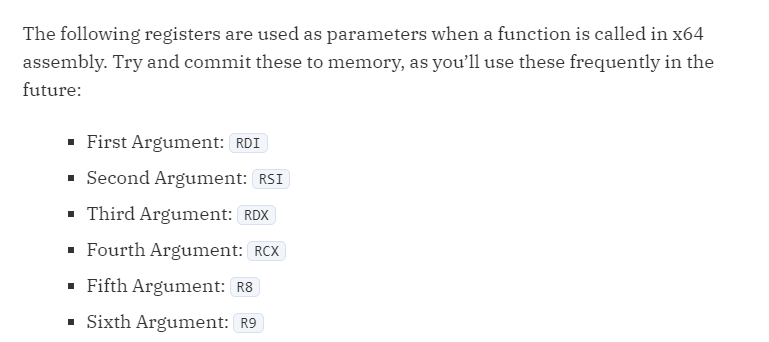 The following registers are used as parameters when a function is called in x64
assembly. Try and commit these to memory, as you’ll use these frequently in the
future:
▪ First Argument: RDI
▪ Second Argument: RSI
▪ Third Argument: RDX
▪ Fourth Argument: RCX
▪ Fifth Argument: R8
▪ Sixth Argument: R9